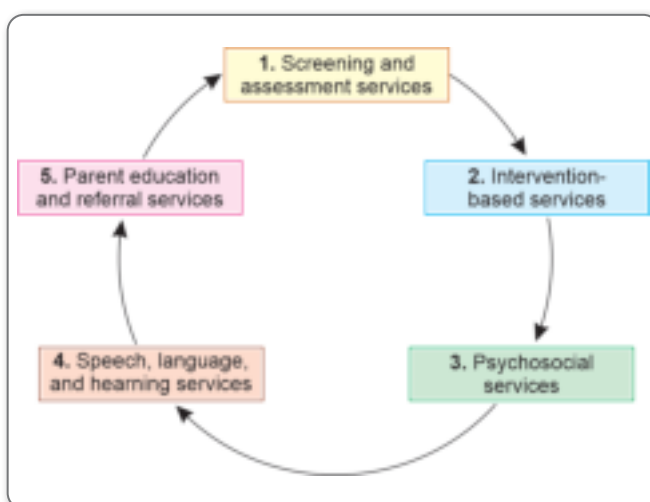 1. Screening and
assessment services
2. Intervention-
based services
3. Psychosocial
services
4. Speech, language,
and hearning services
5. Parent education
and referral services